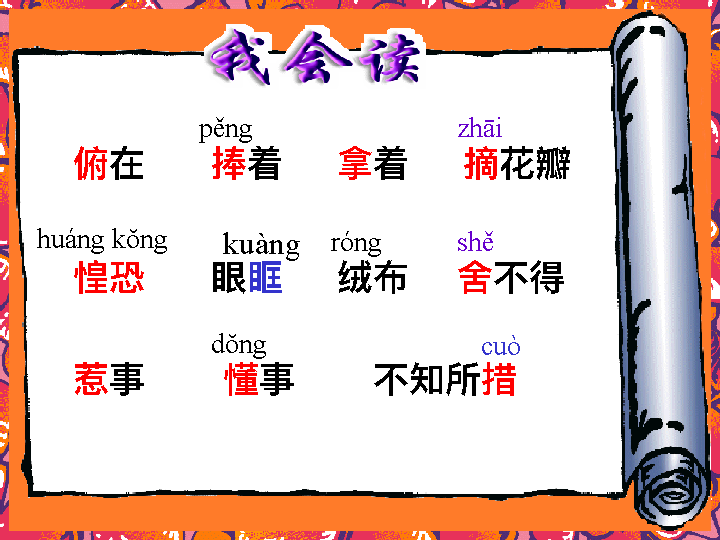 我会读
pěng zhāi
俯在 捧着 拿着 摘花瓣
huáng kǒng kuàng róng shě
惶恐 眼眶 绒布 舍不得
dǒng cuò
惹事 懂事 不知所措